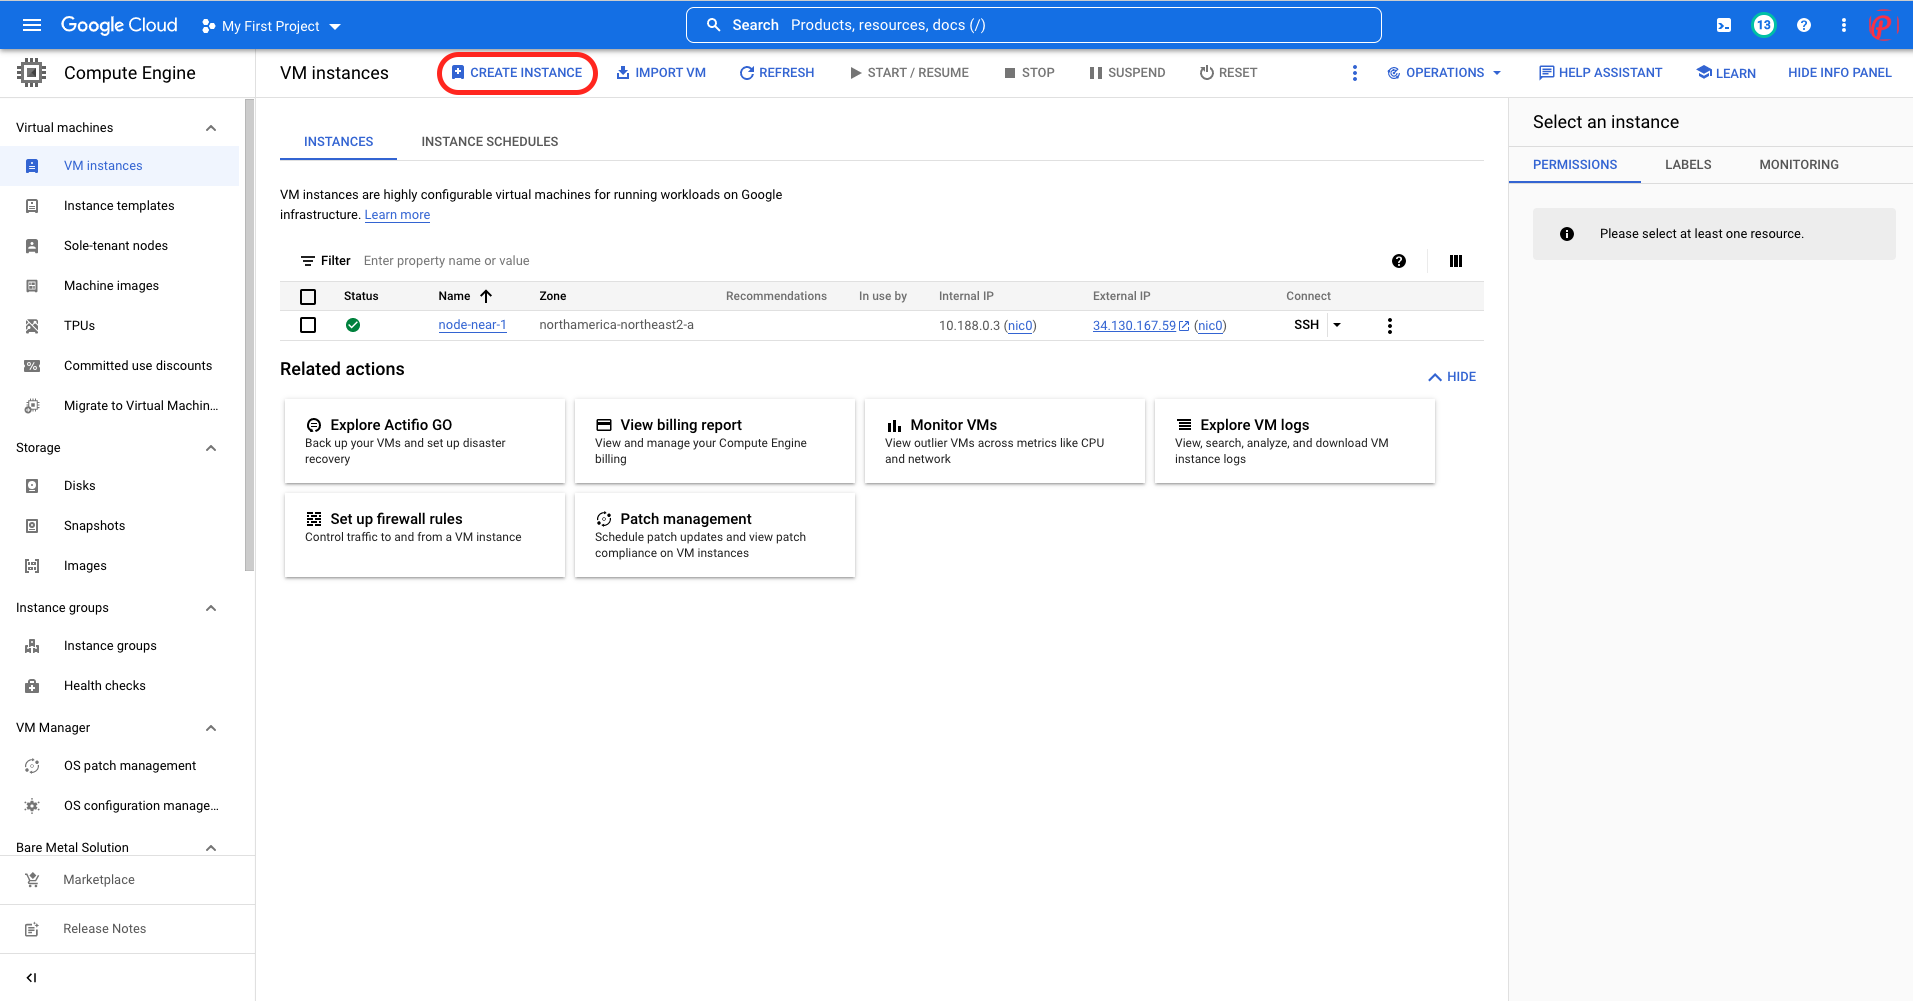 Google Cloud My First Project Search Products, resources, docs (/) 13
Compute Engine
VM instances CREATE INSTANCE IMPORT VM REFRESH START / RESUME STOP SUSPEND RESET OPERATIONS HELP ASSISTANT LEARN HIDE INFO PANEL
Virtual machines
VM instances
Instance templates
Sole-tenant nodes
Machine images
TPUs
Committed use discounts
Migrate to Virtual Machin...
Storage
Disks
Snapshots
Images
Instance groups
Instance groups
Health checks
VM Manager
OS patch management
OS configuration manage...
Bare Metal Solution
Marketplace
Release Notes
INSTANCES INSTANCE SCHEDULES
VM instances are highly configurable virtual machines for running workloads on Google
infrastructure. Learn more
Filter Enter property name or value
Status Name Zone Recommendations In use by Internal IP External IP Connect
node-near-1 northamerica-northeast2-a 10.188.0.3 (nic0) 34.130.167.59 (nic0) SSH
Related actions
HIDE
Explore Actifio GO
Back up your VMs and set up disaster
recovery
View billing report
View and manage your Compute Engine
billing
Monitor VMs
View outlier VMs across metrics like CPU
and network
Explore VM logs
View, search, analyze, and download VM
instance logs
Set up firewall rules
Control traffic to and from a VM instance
Patch management
Schedule patch updates and view patch
compliance on VM instances
Select an instance
PERMISSIONS LABELS MONITORING
Please select at least one resource.